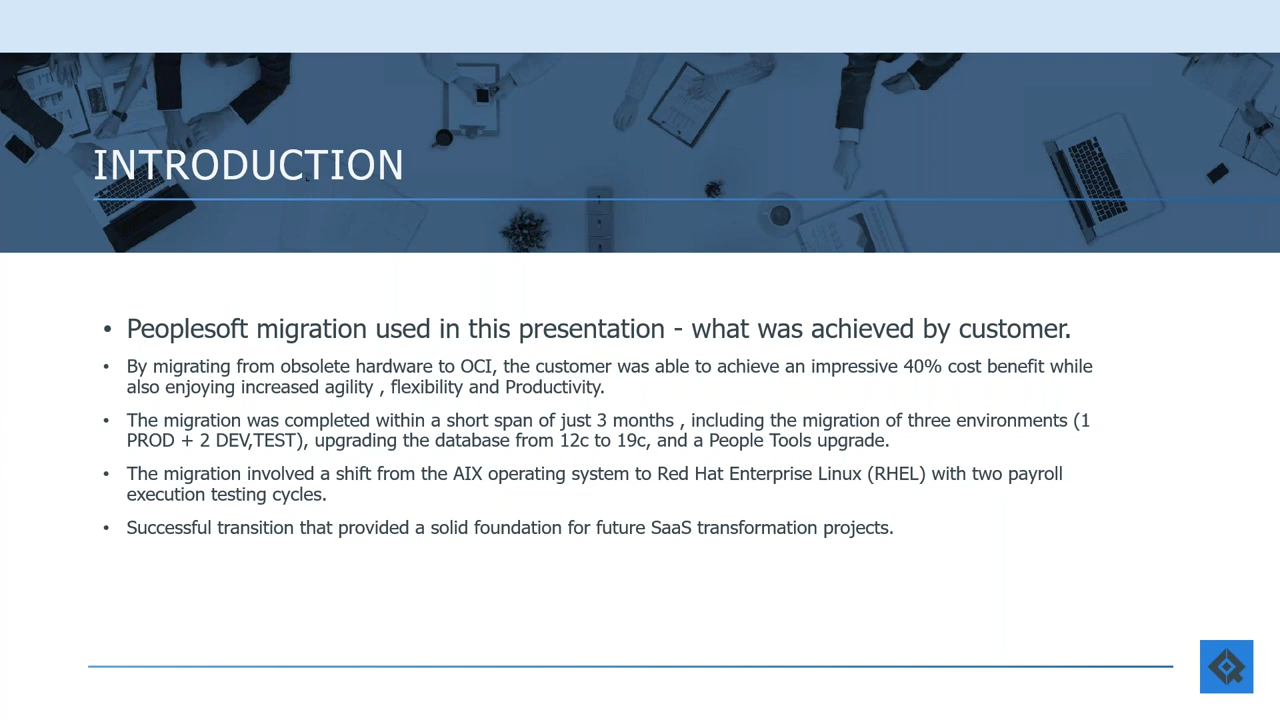 INTRODUCTION
• Peoplesoft migration used in this presentation - what was achieved by customer.
• By migrating from obsolete hardware to OCI, the customer was able to achieve an impressive 40% cost benefit while
also enjoying increased agility , flexibility and Productivity.
• The migration was completed within a short span of just 3 months , including the migration of three environments (1
PROD + 2 DEV,TEST), upgrading the database from 12c to 19c, and a People Tools upgrade.
• The migration involved a shift from the AIX operating system to Red Hat Enterprise Linux (RHEL) with two payroll
execution testing cycles.
• Successful transition that provided a solid foundation for future SaaS transformation projects.